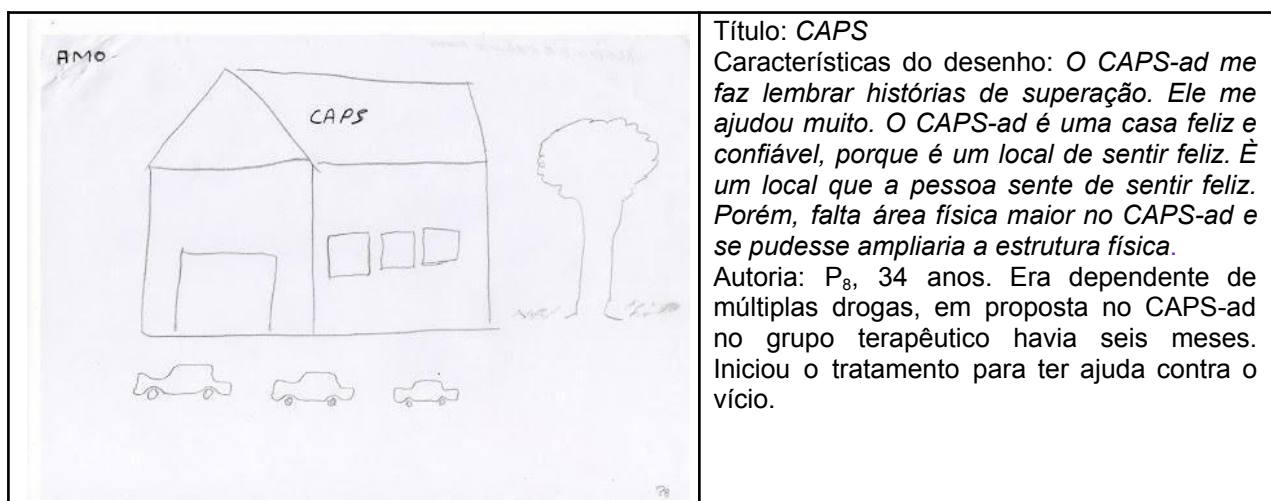 AMO
CAPS
P8
Título: CAPS
Características do desenho: O CAPS-ad me
faz lembrar histórias de superação. Ele me
ajudou muito. O CAPS-ad é uma casa feliz e
confiável, porque é um local de sentir feliz. È
um local que a pessoa sente de sentir feliz.
Porém, falta área física maior no CAPS-ad e
se pudesse ampliaria a estrutura física.
Autoria: P₈, 34 anos. Era dependente de
múltiplas drogas, em proposta no CAPS-ad
no grupo terapêutico havia seis meses.
Iniciou o tratamento para ter ajuda contra o
vício.